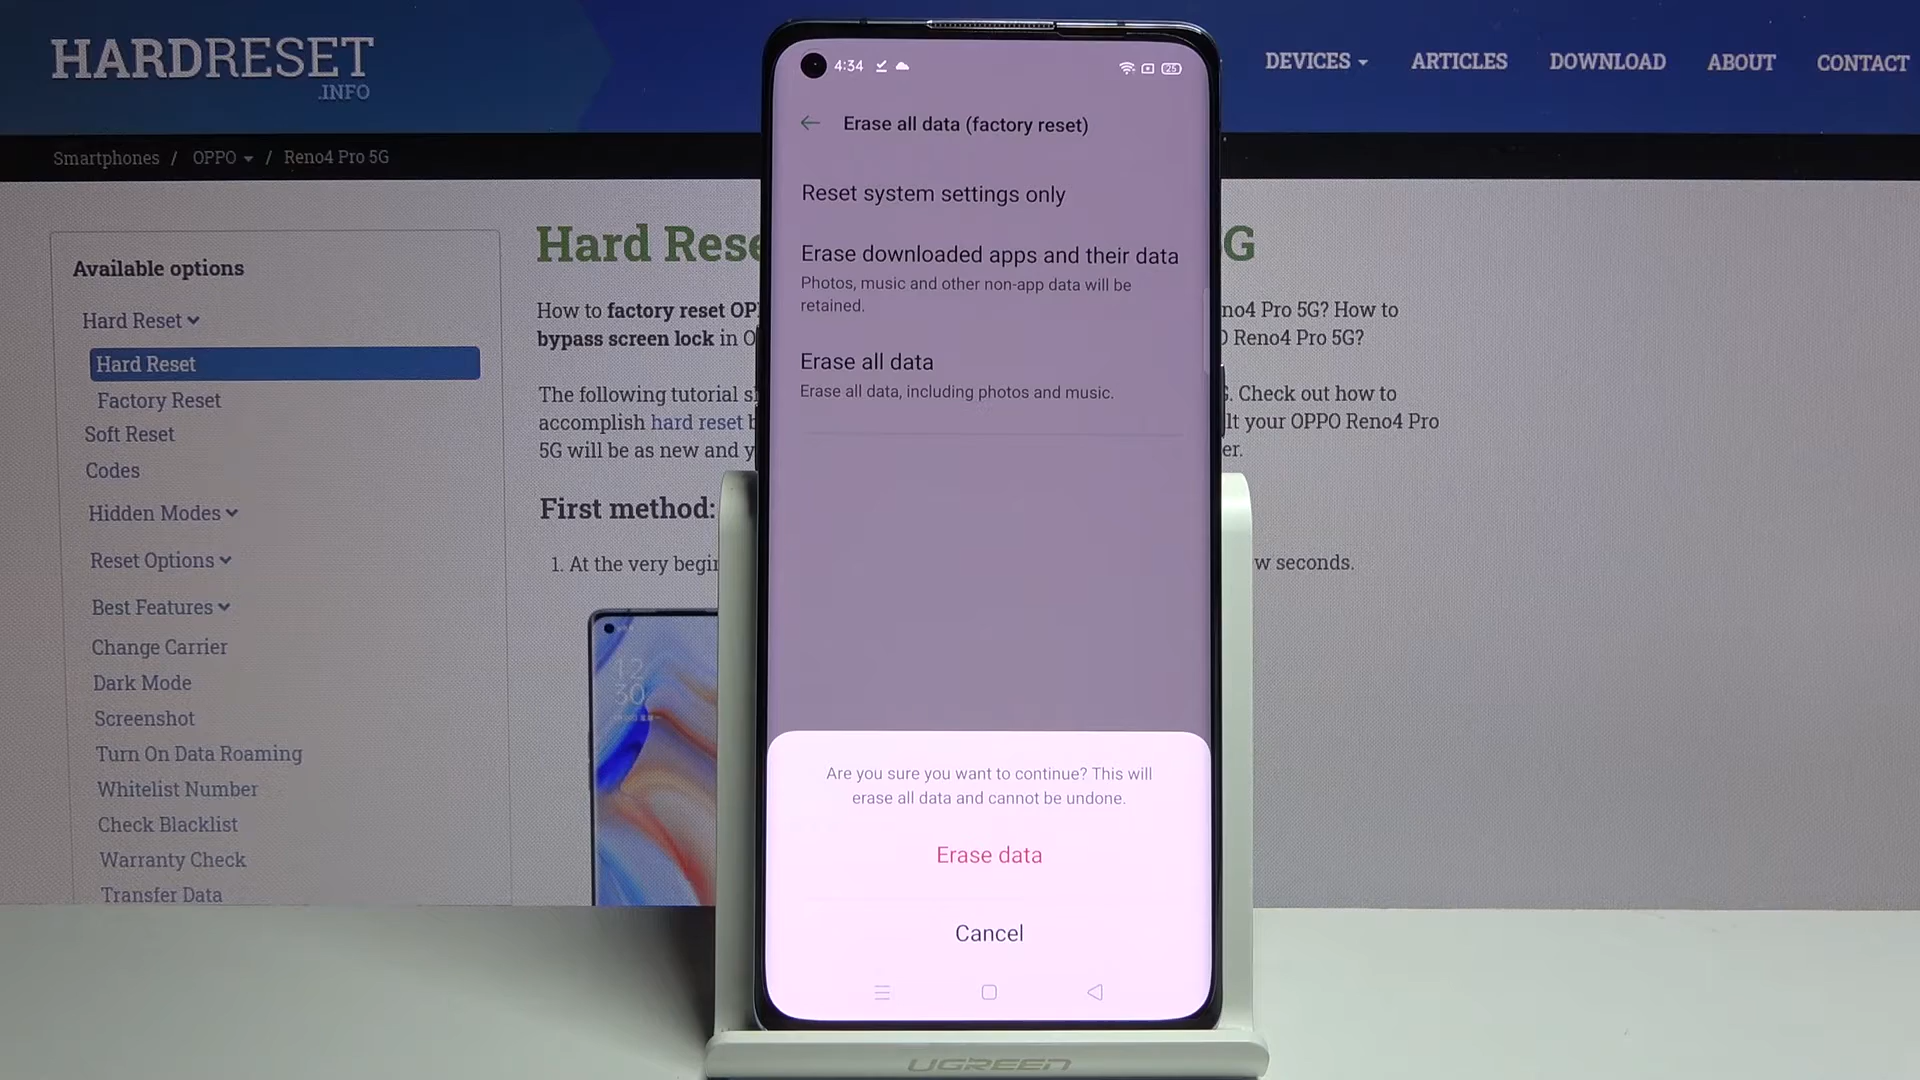 HARDRESET
.INFO
DEVICES
ARTICLES
DOWNLOAD
ABOUT
CONTACT
Smartphones / OPPO / Reno4 Pro 5G
Available options
Hard Reset
Hard Reset
Factory Reset
Soft Reset
Codes
Hidden Modes
Reset Options
Best Features
Change Carrier
Dark Mode
Screenshot
Turn On Data Roaming
Whitelist Number
Check Blacklist
Warranty Check
Transfer Data
Hard Rese
G
How to factory reset OP
no4 Pro 5G? How to
bypass screen lock in O
Reno4 Pro 5G?
The following tutorial s
G. Check out how to
accomplish hard reset b
lt your OPPO Reno4 Pro
5G will be as new and y
er.
First method:
1. At the very begin
w seconds.
12
30
4:34
25
Erase all data (factory reset)
Reset system settings only
Erase downloaded apps and their data
Photos, music and other non-app data will be
retained.
Erase all data
Erase all data, including photos and music.
Are you sure you want to continue? This will
erase all data and cannot be undone.
Erase data
Cancel
UGREEN